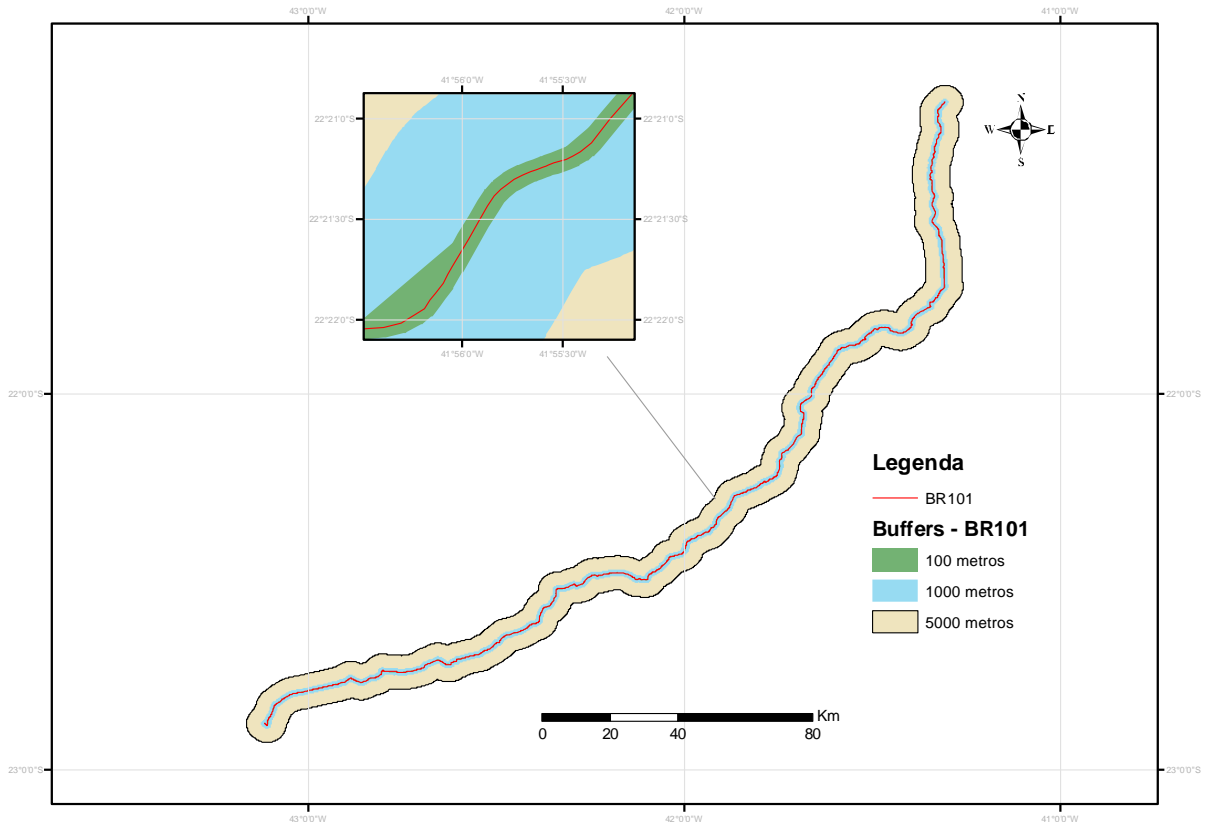 43°0'0"W 42°0'0"W 41°0'0"W
41°56'0"W 41°55'30"W
22°21'0"S 22°21'0"S
22°21'30"S 22°21'30"S
22°22'0"S 22°22'0"S
41°56'0"W 41°55'30"W
N
W E
S
22°0'0"S 22°0'0"S
Legenda
BR101
Buffers - BR101
100 metros
1000 metros
5000 metros
Km
0 20 40 80
23°0'0"S 23°0'0"S
43°0'0"W 42°0'0"W 41°0'0"W